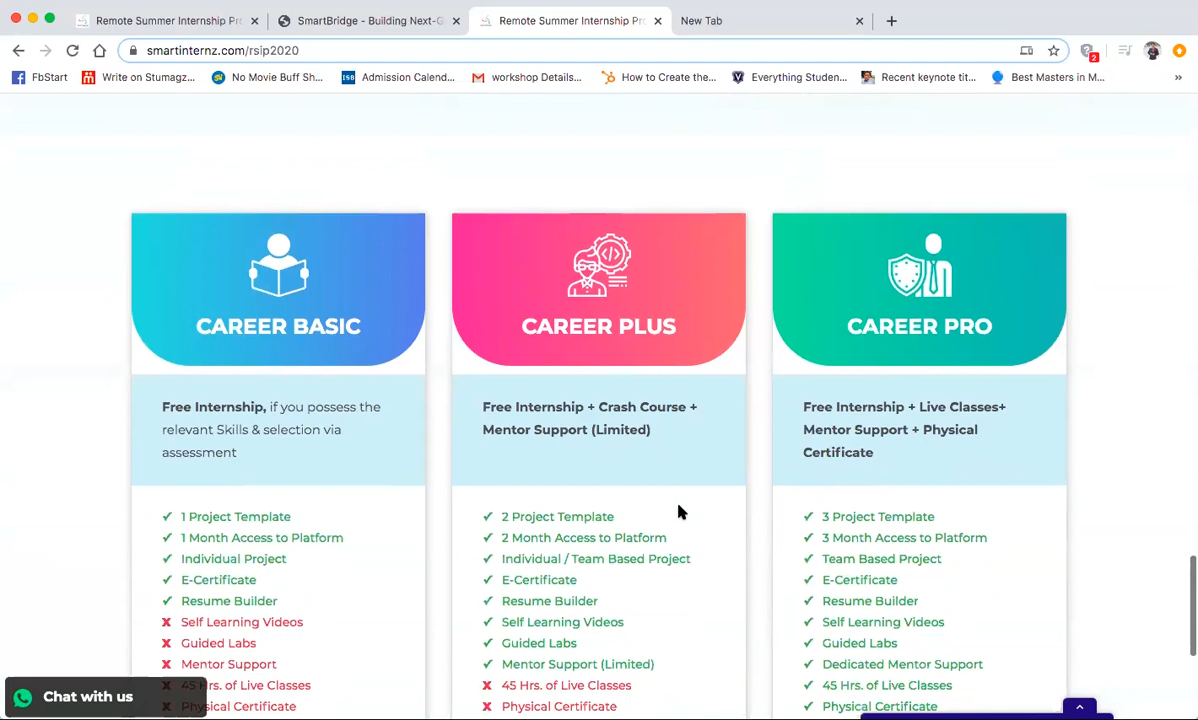 Remote Summer Internship Pro
SmartBridge - Building Next-G
Remote Summer Internship Pro
New Tab
smartinternz.com/rsip2020
2
FbStart
Write on Stumagz...
No Movie Buff Sh...
ISB
Admission Calend...
workshop Details...
How to Create the...
Everything Studen...
Recent keynote tit...
Best Masters in M...
CAREER BASIC
Free Internship, if you possess the
relevant Skills & selection via
assessment
1 Project Template
1 Month Access to Platform
Individual Project
E-Certificate
Resume Builder
Self Learning Videos
Guided Labs
Mentor Support
45 Hrs. of Live Classes
Physical Certificate
CAREER PLUS
Free Internship + Crash Course +
Mentor Support (Limited)
2 Project Template
2 Month Access to Platform
Individual / Team Based Project
E-Certificate
Resume Builder
Self Learning Videos
Guided Labs
Mentor Support (Limited)
45 Hrs. of Live Classes
Physical Certificate
CAREER PRO
Free Internship + Live Classes+
Mentor Support + Physical
Certificate
3 Project Template
3 Month Access to Platform
Team Based Project
E-Certificate
Resume Builder
Self Learning Videos
Guided Labs
Dedicated Mentor Support
45 Hrs. of Live Classes
Physical Certificate
Chat with us